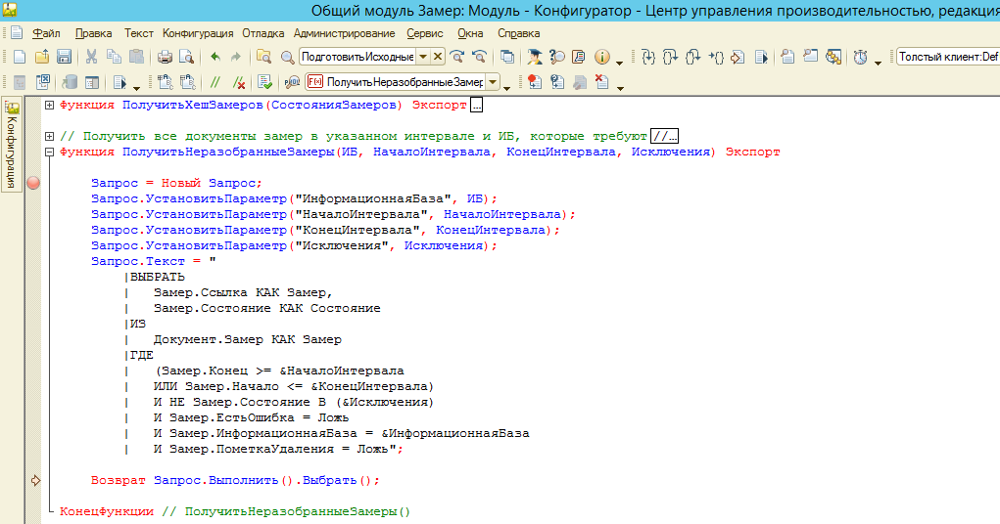 Общий модуль Замер: Модуль - Конфигуратор - Центр управления производительностью, редакция
Файл Правка Текст Конфигурация Отладка Администрирование Сервис Окна Справка
ПодготовитьИсходные Толстый клиент:Def
ПолучитьНеразобранныеЗамер
Конфигурация
Функция ПолучитьХешЗамеров(СостоянияЗамеров) Экспорт ...
// Получить все документы замер в указанном интервале и ИБ, которые требуют //...
Функция ПолучитьНеразобранныеЗамеры(ИБ, НачалоИнтервала, КонецИнтервала, Исключения) Экспорт
Запрос = Новый Запрос;
Запрос.УстановитьПараметр("ИнформационнаяБаза", ИБ);
Запрос.УстановитьПараметр("НачалоИнтервала", НачалоИнтервала);
Запрос.УстановитьПараметр("КонецИнтервала", КонецИнтервала);
Запрос.УстановитьПараметр("Исключения", Исключения);
Запрос.Текст = "
|ВЫБРАТЬ
|   Замер.Ссылка КАК Замер,
|   Замер.Состояние КАК Состояние
|ИЗ
|   Документ.Замер КАК Замер
|ГДЕ
|   (Замер.Конец >= &НачалоИнтервала
|   ИЛИ Замер.Начало <= &КонецИнтервала)
|   И НЕ Замер.Состояние В (&Исключения)
|   И Замер.ЕстьОшибка = Ложь
|   И Замер.ИнформационнаяБаза = &ИнформационнаяБаза
|   И Замер.ПометкаУдаления = Ложь";
Возврат Запрос.Выполнить().Выбрать();
КонецФункции // ПолучитьНеразобранныеЗамеры()